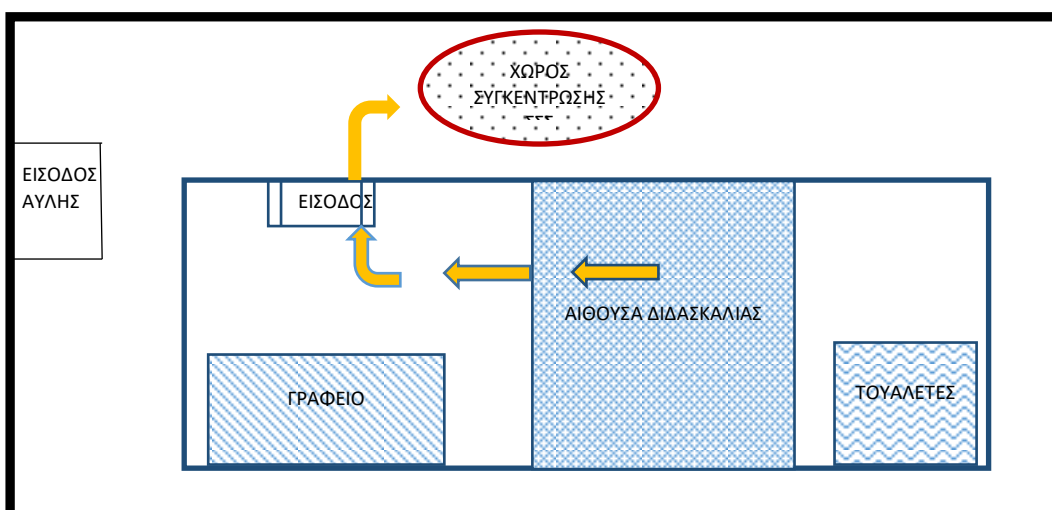 ΧΩΡΟΣ
ΣΥΓΚΕΝΤΡΩΣΗΣ
ΕΙΣΟΔΟΣ
ΑΥΛΗΣ
ΕΙΣΟΔΟΣ
ΑΙΘΟΥΣΑ ΔΙΔΑΣΚΑΛΙΑΣ
ΓΡΑΦΕΙΟ
ΤΟΥΑΛΕΤΕΣ